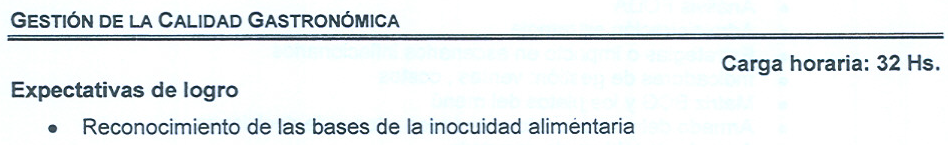 GESTIÓN DE LA CALIDAD GASTRONÓMICA
Carga horaria: 32 Hs.
Expectativas de logro
• Reconocimiento de las bases de la inocuidad alimentaria